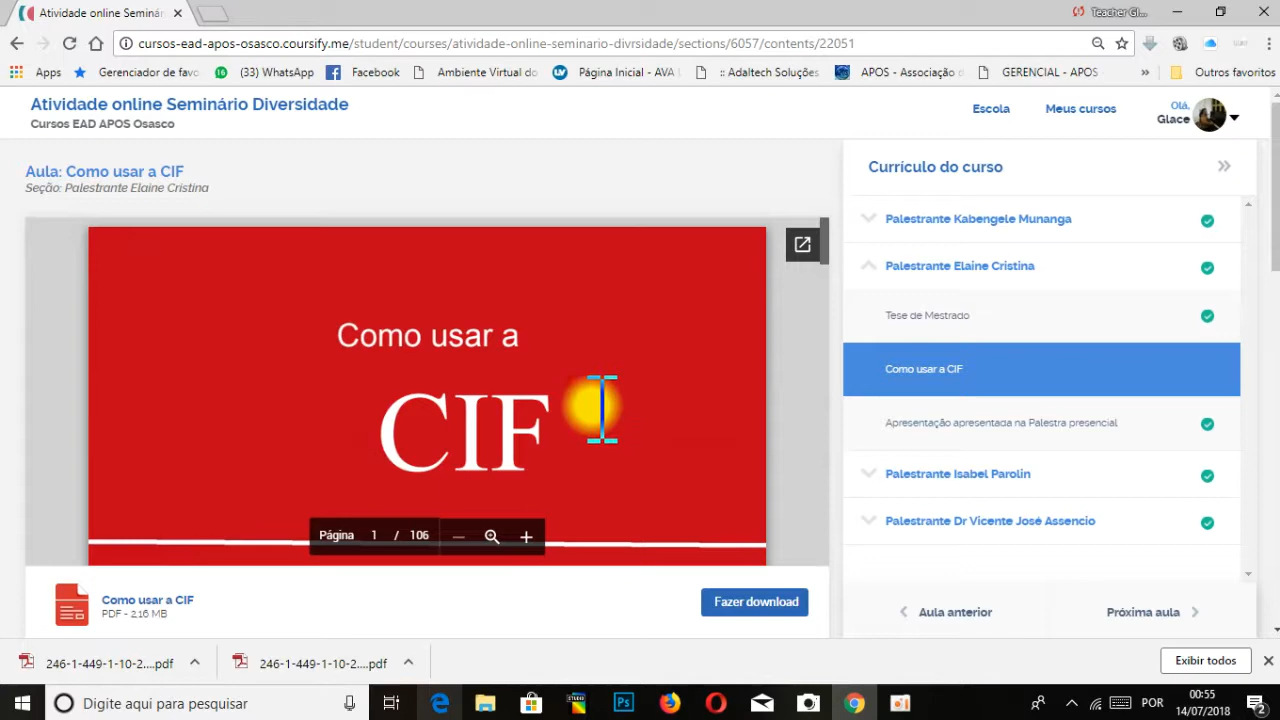 Atividade online Seminár
Teacher Gl...
cursos-ead-apos-osasco.coursify.me/student/courses/atividade-online-seminario-divrsidade/sections/6057/contents/22051
Apps Gerenciador de favo (33) WhatsApp Facebook Ambiente Virtual do Página Inicial - AVA :: Adaltech Soluções APOS - Associação d GERENCIAL - APOS » Outros favoritos
Atividade online Seminário Diversidade
Cursos EAD APOS Osasco
Escola Meus cursos
Olá,
Glace
Aula: Como usar a CIF
Seção: Palestrante Elaine Cristina
Como usar a
CIF
Página 1 / 106
Como usar a CIF
PDF - 2,16 MB
Fazer download
Currículo do curso
Palestrante Kabengele Munanga
Palestrante Elaine Cristina
Tese de Mestrado
Como usar a CIF
Apresentação apresentada na Palestra presencial
Palestrante Isabel Parolin
Palestrante Dr Vicente José Assencio
Aula anterior Próxima aula
246-1-449-1-10-2....pdf 246-1-449-1-10-2....pdf Exibir todos
Digite aqui para pesquisar
POR
00:55
14/07/2018
2